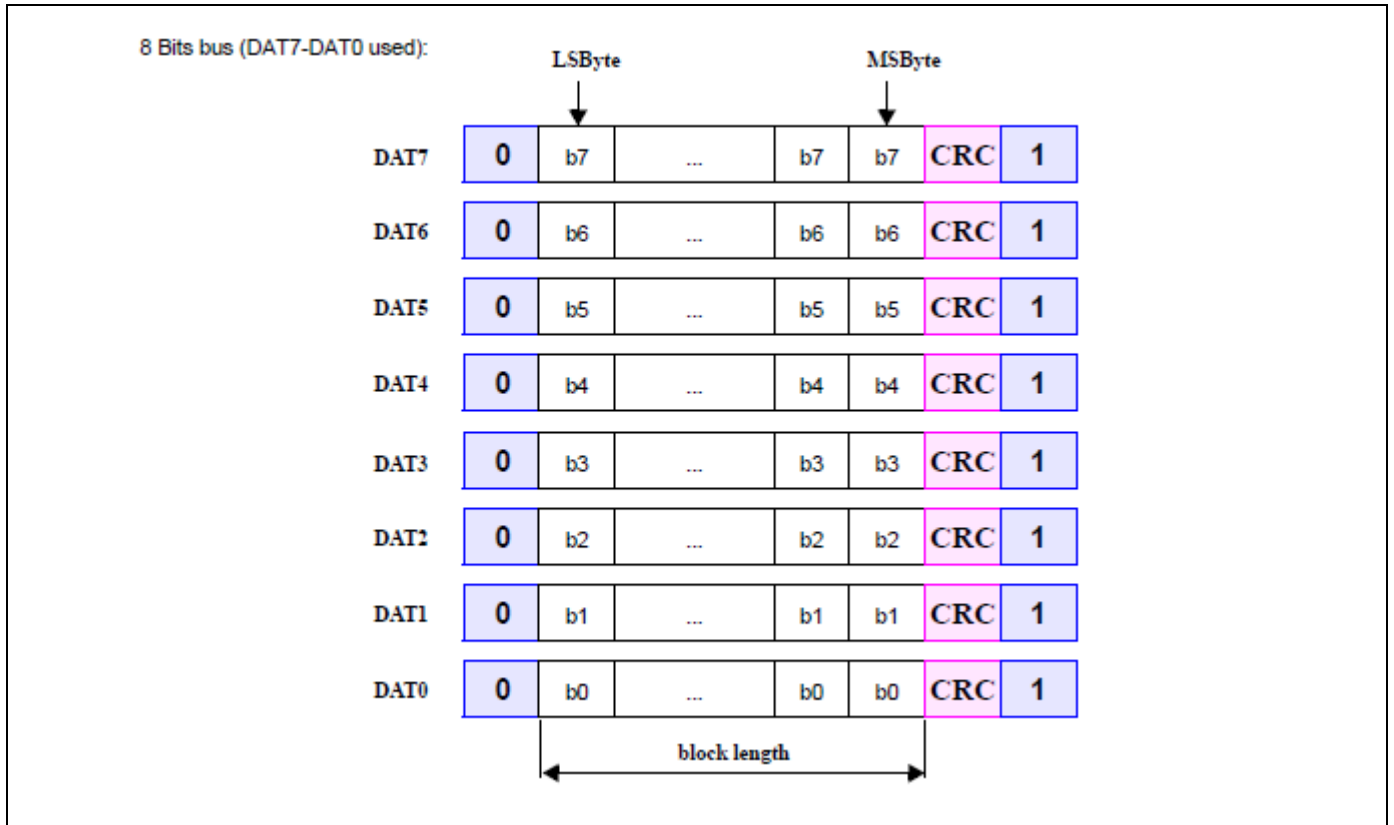 8 Bits bus (DAT7-DAT0 used):
LSByte MSByte
DAT7 0 b7 ... b7 b7 CRC 1
DAT6 0 b6 ... b6 b6 CRC 1
DAT5 0 b5 ... b5 b5 CRC 1
DAT4 0 b4 ... b4 b4 CRC 1
DAT3 0 b3 ... b3 b3 CRC 1
DAT2 0 b2 ... b2 b2 CRC 1
DAT1 0 b1 ... b1 b1 CRC 1
DAT0 0 b0 ... b0 b0 CRC 1
block length